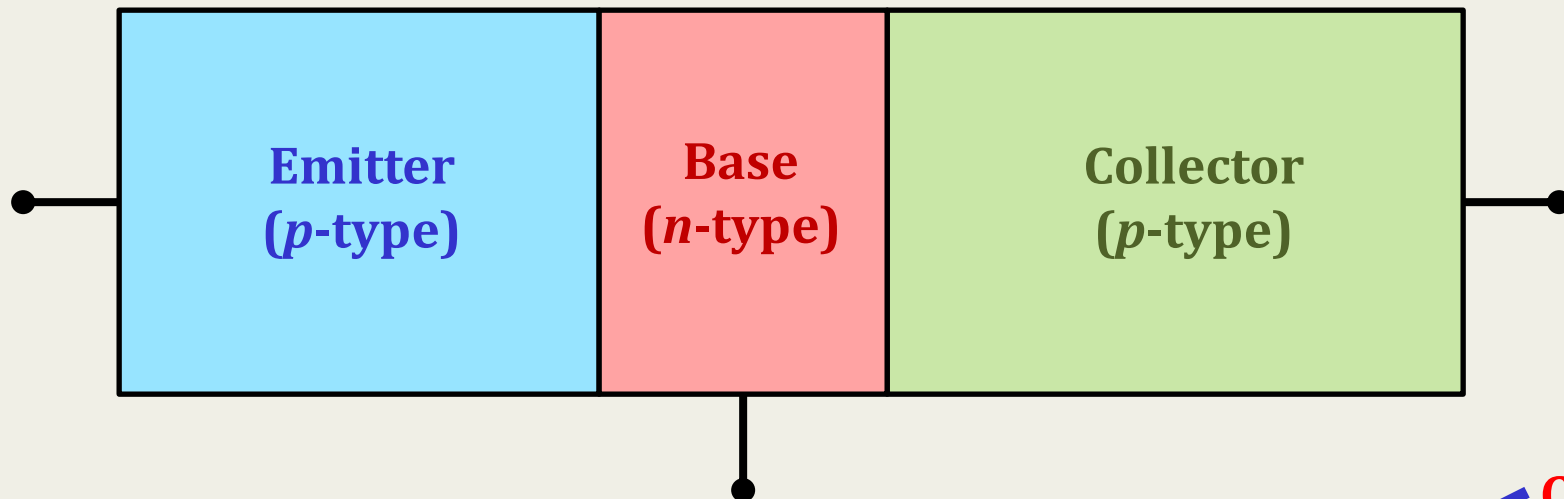 Emitter
(p-type)
Base
(n-type)
Collector
(p-type)